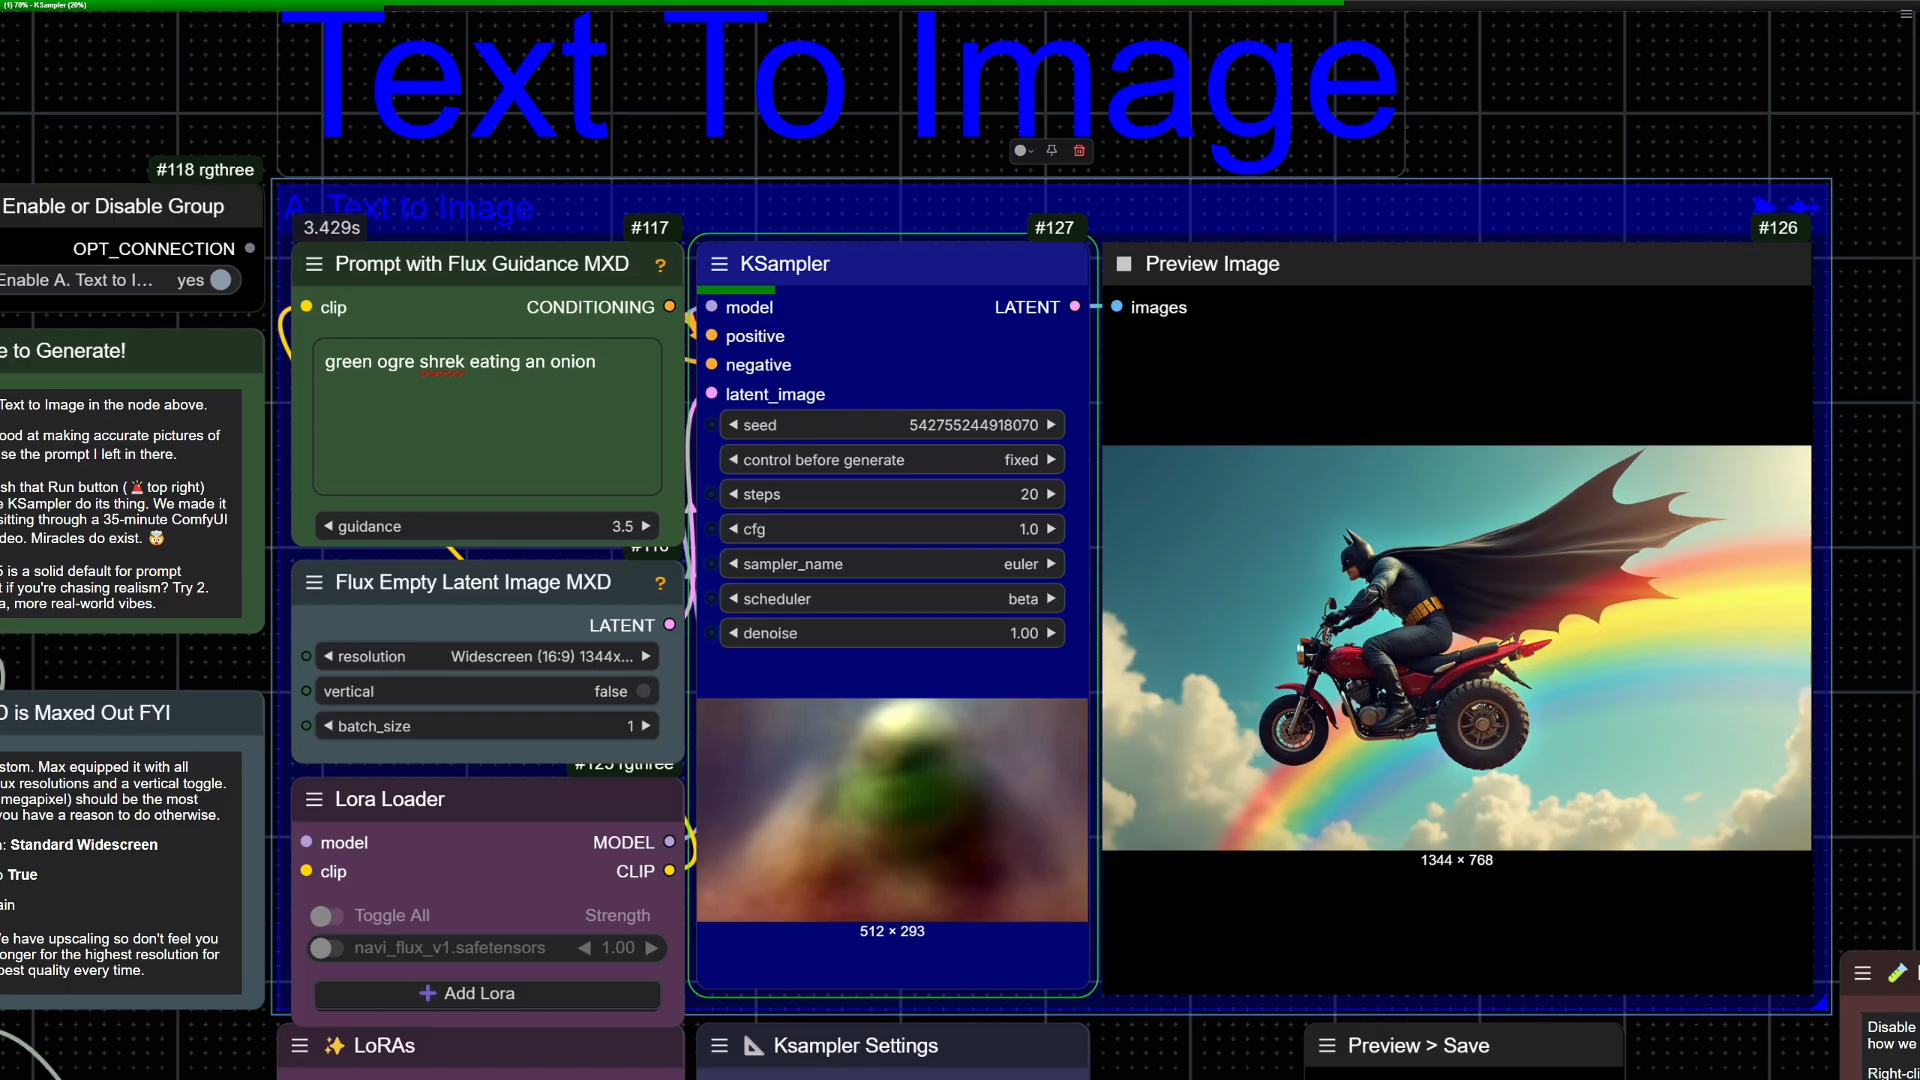 (1) 70% - KSampler (20%)
Text To Image
#118 rgthree
Enable or Disable Group
OPT_CONNECTION
Enable A. Text to I... yes
e to Generate!
Text to Image in the node above.
ood at making accurate pictures of
se the prompt I left in there.
sh that Run button (🚨 top right)
e KSampler do its thing. We made it
sitting through a 35-minute ComfyUI
deo. Miracles do exist. 🤯
5 is a solid default for prompt
t if you're chasing realism? Try 2.
a, more real-world vibes.
D is Maxed Out FYI
stom. Max equipped it with all
ux resolutions and a vertical toggle.
megapixel) should be the most
you have a reason to do otherwise.
n: Standard Widescreen
o True
ain
We have upscaling so don't feel you
onger for the highest resolution for
best quality every time.
A. Text to Image
3.429s
#117
Prompt with Flux Guidance MXD ?
clip CONDITIONING
green ogre shrek eating an onion
guidance 3.5
#116
Flux Empty Latent Image MXD ?
LATENT
resolution Widescreen (16:9) 1344x...
vertical false
batch_size 1
#125 rgthree
Lora Loader
model MODEL
clip CLIP
Toggle All Strength
navi_flux_v1.safetensors 1.00
Add Lora
✨ LoRAs
#127
KSampler
model LATENT
positive
negative
latent_image
seed 542755244918070
control before generate fixed
steps 20
cfg 1.0
sampler_name euler
scheduler beta
denoise 1.00
512 × 293
📐 Ksampler Settings
#126
Preview Image
images
1344 × 768
Preview > Save
Disable
how we
Right-cli